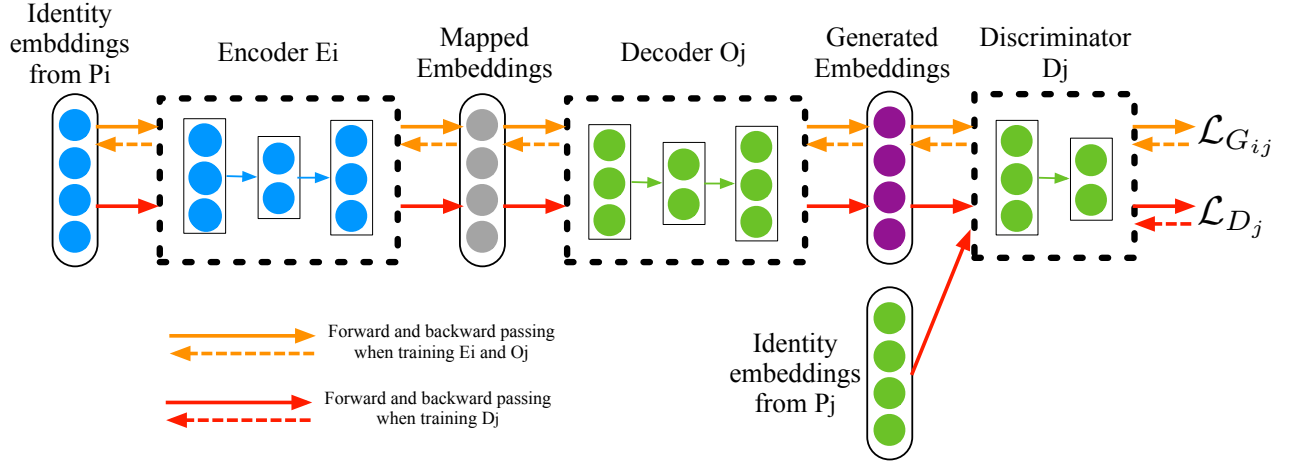 Identity
embddings
from Pi
Encoder Ei
Mapped
Embeddings
Decoder Oj
Generated
Embeddings
Discriminator
Dj
ℒ_{G_{ij}}
ℒ_{D_j}
Forward and backward passing
when training Ei and Oj
Forward and backward passing
when training Dj
Identity
embeddings
from Pj